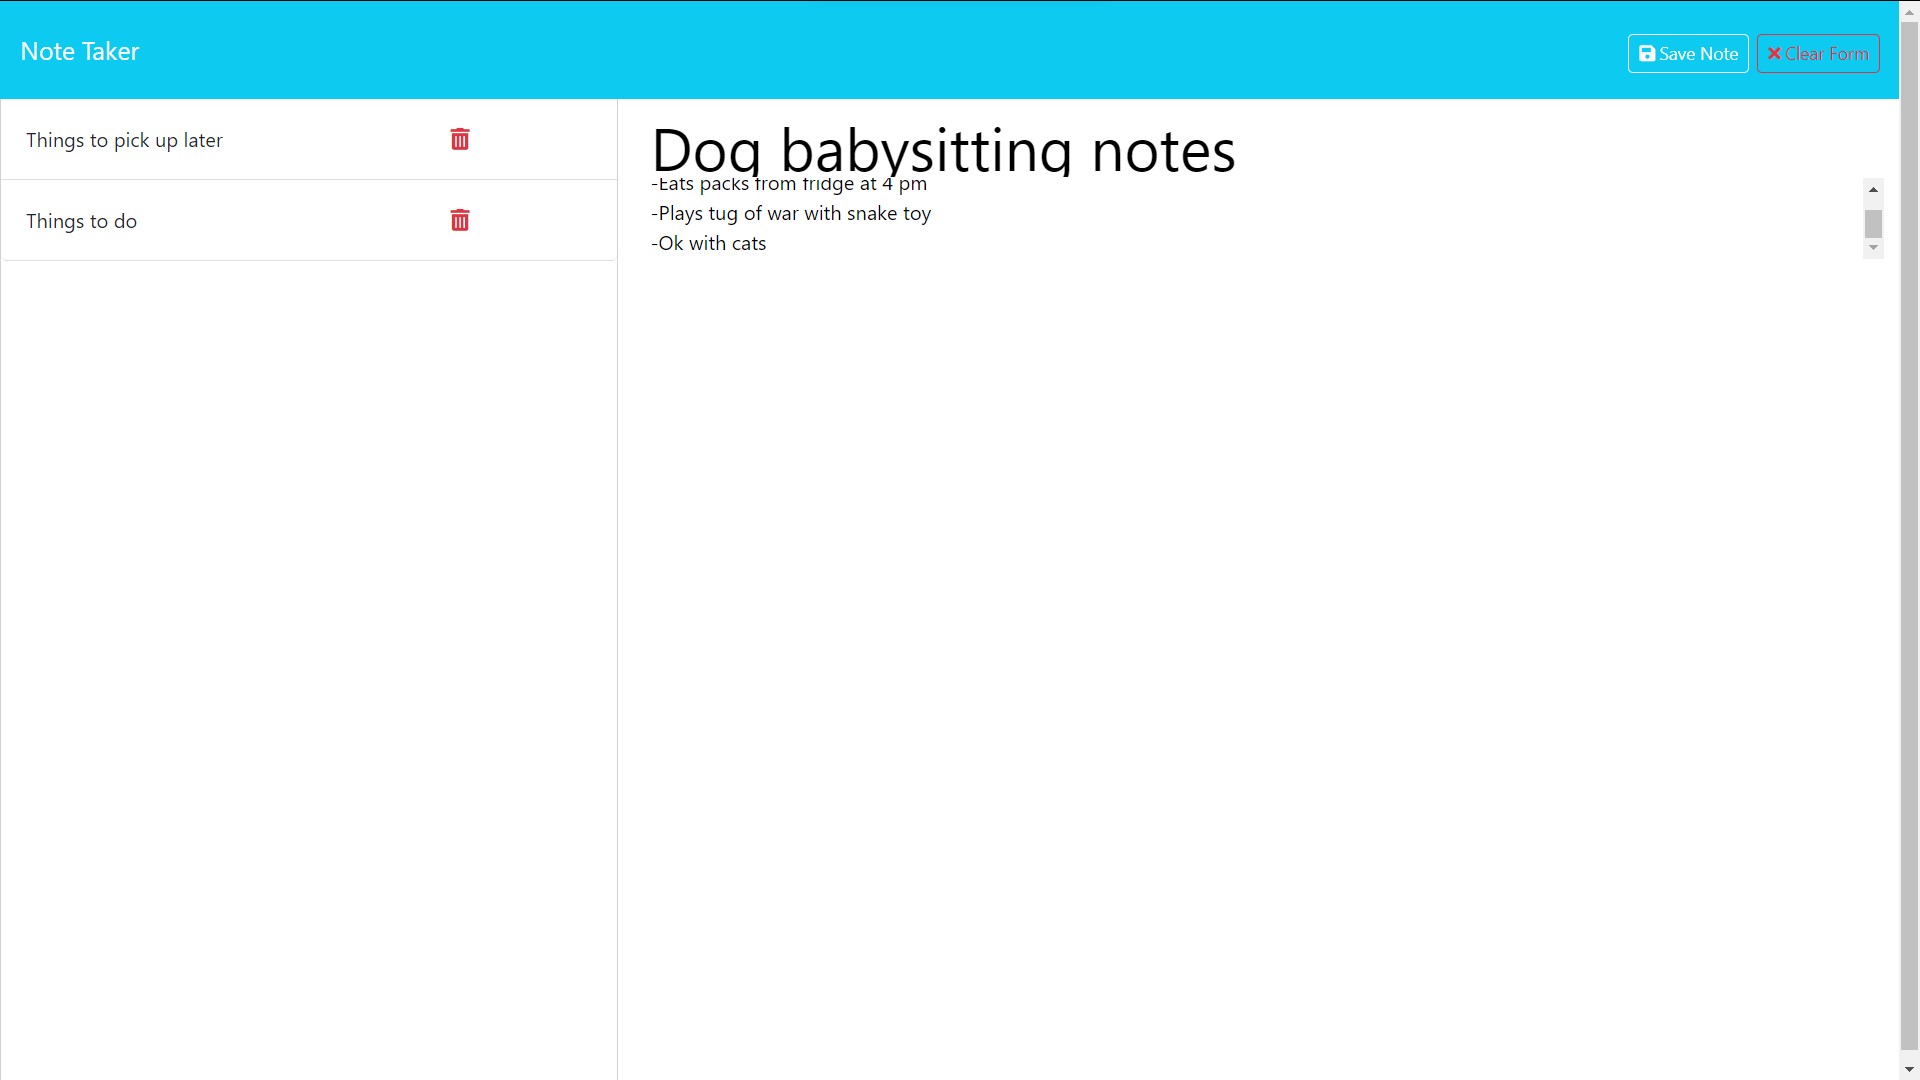 Note Taker
Save Note
Clear Form
Things to pick up later
Things to do
Dog babysitting notes
-Eats packs from fridge at 4 pm
-Plays tug of war with snake toy
-Ok with cats